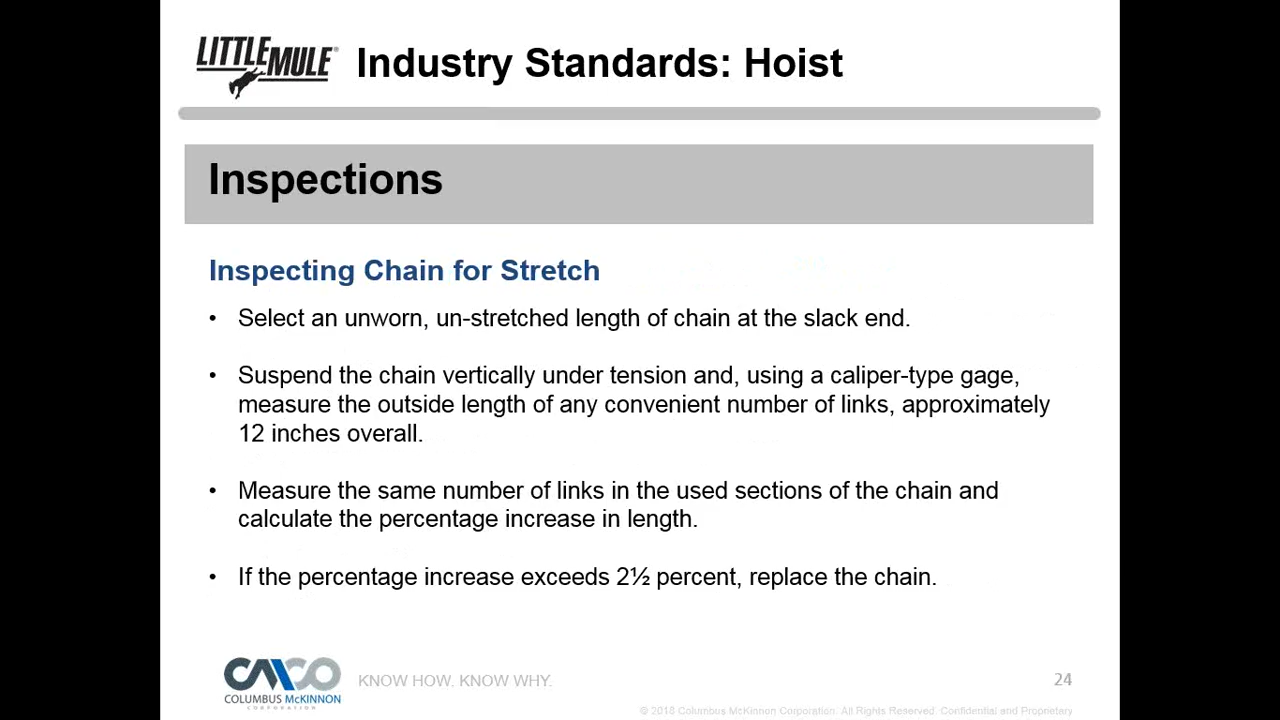 LITTLE MULE®
Industry Standards: Hoist
Inspections
Inspecting Chain for Stretch
• Select an unworn, un-stretched length of chain at the slack end.
• Suspend the chain vertically under tension and, using a caliper-type gage,
measure the outside length of any convenient number of links, approximately
12 inches overall.
• Measure the same number of links in the used sections of the chain and
calculate the percentage increase in length.
• If the percentage increase exceeds 2½ percent, replace the chain.
CMCO
COLUMBUS McKINNON
CORPORATION
KNOW HOW. KNOW WHY.
24
© 2018 Columbus McKinnon Corporation. All Rights Reserved. Confidential and Proprietary